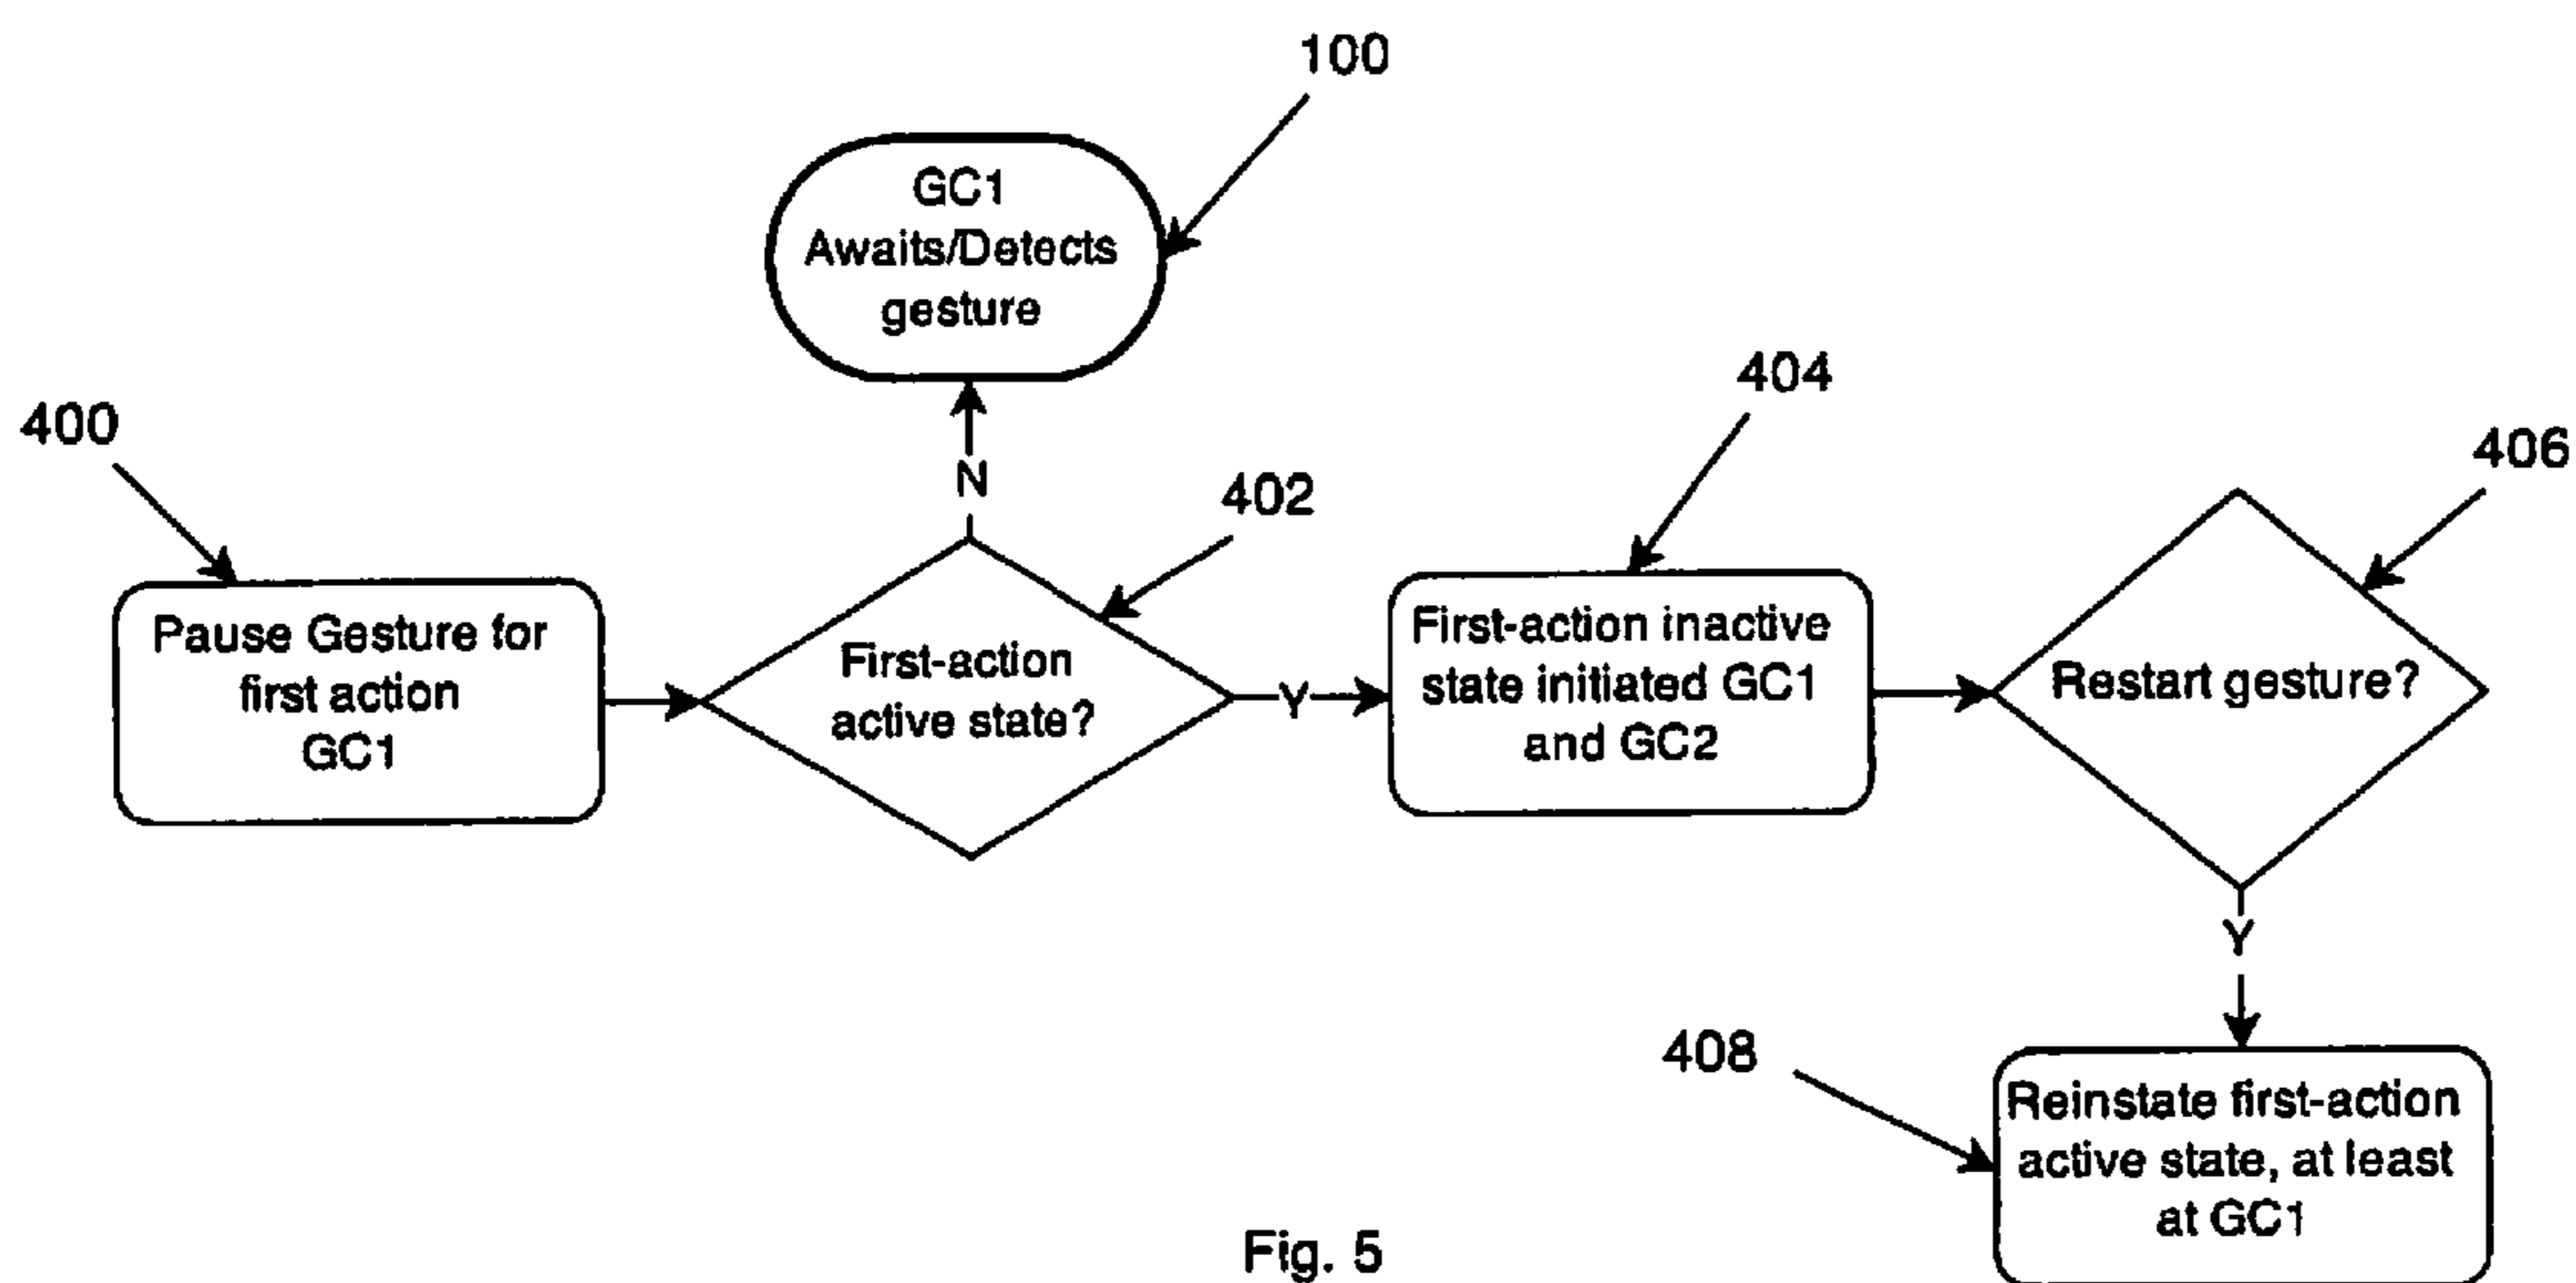 100
GC1
Awaits/Detects
gesture
400
N
402
404
406
Pause Gesture for
first action
GC1
First-action
active state?
Y
First-action inactive
state initiated GC1
and GC2
Restart gesture?
Y
408
Reinstate first-action
active state, at least
at GC1
Fig. 5